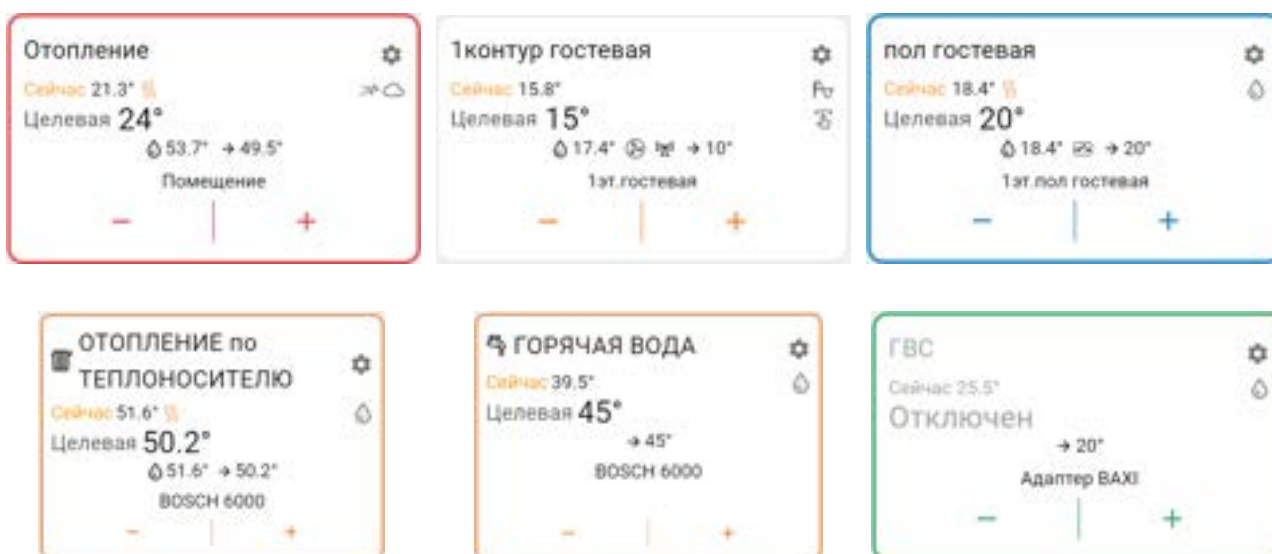 Отопление
Сейчас 21.3°
Целевая 24°
53.7° → 49.5°
Помещение
− +
1контур гостевая
Сейчас 15.8°
Целевая 15°
17.4° → 10°
1эт.гостевая
− +
пол гостевая
Сейчас 18.4°
Целевая 20°
18.4° → 20°
1эт.пол гостевая
− +
ОТОПЛЕНИЕ по
ТЕПЛОНОСИТЕЛЮ
Сейчас 51.6°
Целевая 50.2°
51.6° → 50.2°
BOSCH 6000
− +
ГОРЯЧАЯ ВОДА
Сейчас 39.5°
Целевая 45°
→ 45°
BOSCH 6000
− +
ГВС
Сейчас 25.5°
Отключен
→ 20°
Адаптер BAXI
− +